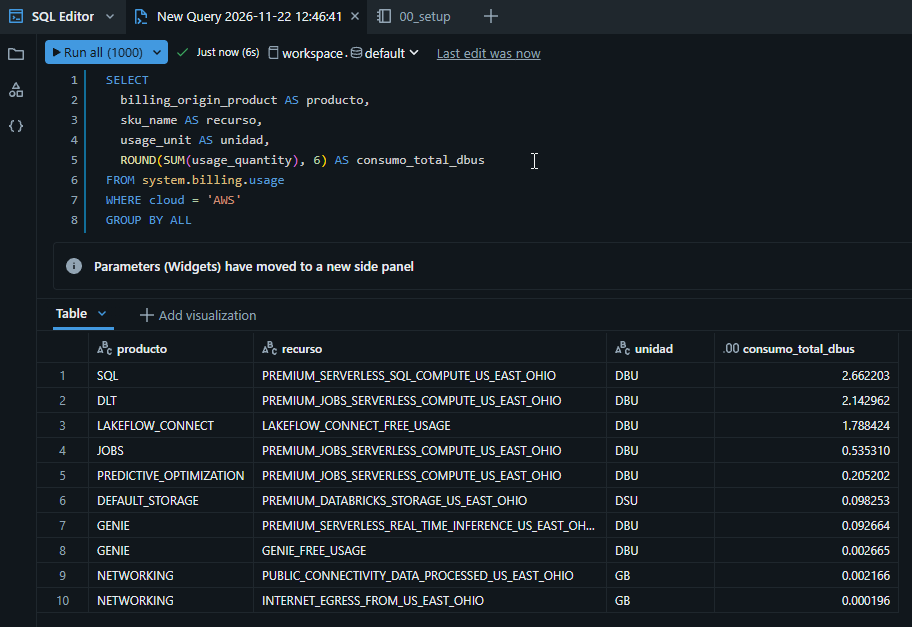 SQL Editor New Query 2026-11-22 12:46:41 00_setup
Run all (1000) Just now (6s) workspace . default Last edit was now
1 SELECT
2 billing_origin_product AS producto,
3 sku_name AS recurso,
4 usage_unit AS unidad,
5 ROUND(SUM(usage_quantity), 6) AS consumo_total_dbus
6 FROM system.billing.usage
7 WHERE cloud = 'AWS'
8 GROUP BY ALL
Parameters (Widgets) have moved to a new side panel
Table Add visualization
producto recurso unidad .00 consumo_total_dbus
1 SQL PREMIUM_SERVERLESS_SQL_COMPUTE_US_EAST_OHIO DBU 2.662203
2 DLT PREMIUM_JOBS_SERVERLESS_COMPUTE_US_EAST_OHIO DBU 2.142962
3 LAKEFLOW_CONNECT LAKEFLOW_CONNECT_FREE_USAGE DBU 1.788424
4 JOBS PREMIUM_JOBS_SERVERLESS_COMPUTE_US_EAST_OHIO DBU 0.535310
5 PREDICTIVE_OPTIMIZATION PREMIUM_JOBS_SERVERLESS_COMPUTE_US_EAST_OHIO DBU 0.205202
6 DEFAULT_STORAGE PREMIUM_DATABRICKS_STORAGE_US_EAST_OHIO DSU 0.098253
7 GENIE PREMIUM_SERVERLESS_REAL_TIME_INFERENCE_US_EAST_OH... DBU 0.092664
8 GENIE GENIE_FREE_USAGE DBU 0.002665
9 NETWORKING PUBLIC_CONNECTIVITY_DATA_PROCESSED_US_EAST_OHIO GB 0.002166
10 NETWORKING INTERNET_EGRESS_FROM_US_EAST_OHIO GB 0.000196